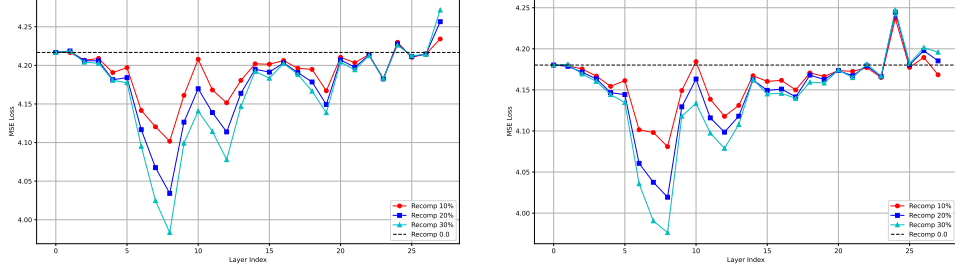 4.25
4.20
4.15
4.10
4.05
4.00
MSE Loss
0
5
10
15
20
25
Layer Index
Recomp 10%
Recomp 20%
Recomp 30%
Recomp 0.0
4.25
4.20
4.15
4.10
4.05
4.00
MSE Loss
0
5
10
15
20
25
Layer Index
Recomp 10%
Recomp 20%
Recomp 30%
Recomp 0.0